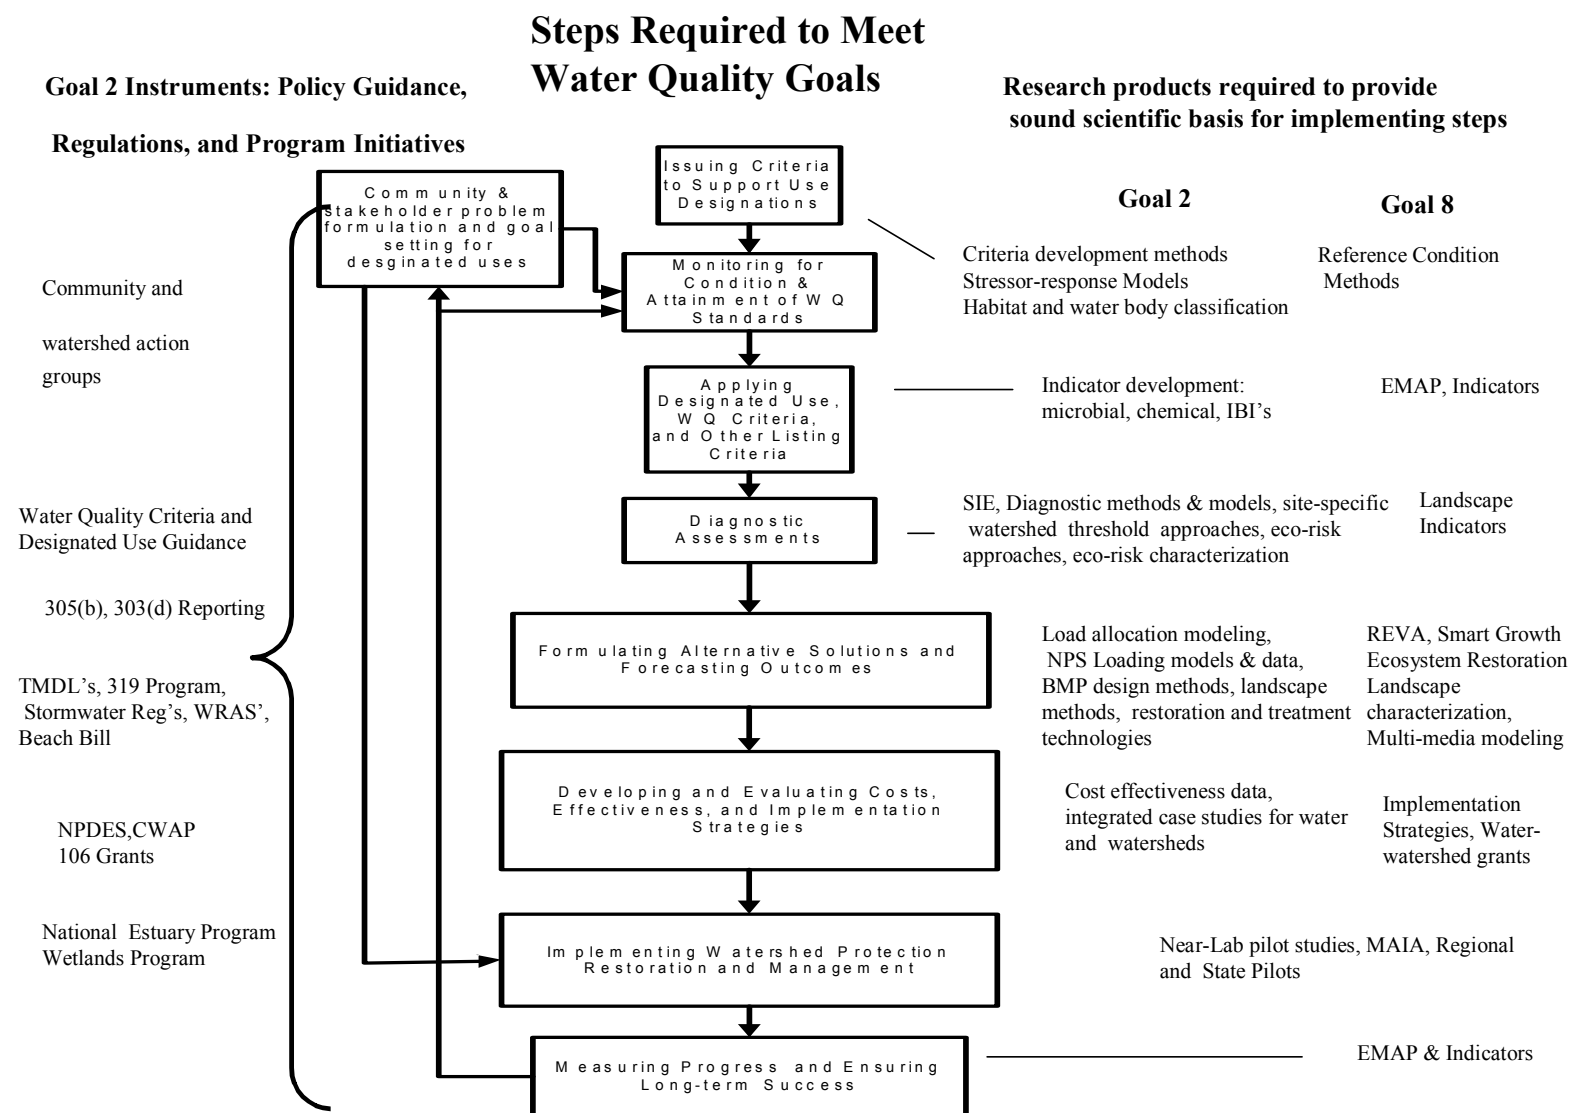 Steps Required to Meet
Water Quality Goals
Goal 2 Instruments: Policy Guidance,
Regulations, and Program Initiatives
Research products required to provide
sound scientific basis for implementing steps
Goal 2
Goal 8
Community &
stakeholder problem
formulation and goal
setting for
desginated uses
Issuing Criteria
to Support Use
Designations
Monitoring for
Condition &
Attainment of WQ
Standards
Applying
Designated Use,
WQ Criteria,
and Other Listing
Criteria
Diagnostic
Assessments
Formulating Alternative Solutions and
Forecasting Outcomes
Developing and Evaluating Costs,
Effectiveness, and Implementation
Strategies
Implementing Watershed Protection
Restoration and Management
Measuring Progress and Ensuring
Long-term Success
Community and
watershed action
groups
Water Quality Criteria and
Designated Use Guidance
305(b), 303(d) Reporting
TMDL’s, 319 Program,
Stormwater Reg’s, WRAS’,
Beach Bill
NPDES,CWAP
106 Grants
National Estuary Program
Wetlands Program
Criteria development methods
Stressor-response Models
Habitat and water body classification
Reference Condition
Methods
Indicator development:
microbial, chemical, IBI’s
EMAP, Indicators
SIE, Diagnostic methods & models, site-specific
watershed threshold approaches, eco-risk
approaches, eco-risk characterization
Landscape
Indicators
Load allocation modeling,
NPS Loading models & data,
BMP design methods, landscape
methods, restoration and treatment
technologies
REVA, Smart Growth
Ecosystem Restoration
Landscape
characterization,
Multi-media modeling
Cost effectiveness data,
integrated case studies for water
and watersheds
Implementation
Strategies, Water-
watershed grants
Near-Lab pilot studies, MAIA, Regional
and State Pilots
EMAP & Indicators